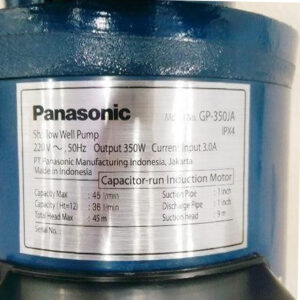 Panasonic Model No. GP-350JA
IPX4
Shallow Well Pump
220V ~ 50Hz Output 350W Current Input 3.0A
PT Panasonic Manufacturing Indonesia, Jakarta
Made in Indonesia
Capacitor-run Induction Motor
Capacity Max : 45 l/min Suction Pipe : 1 inch
Capacity (Ht=12) : 36 l/min Discharge Pipe : 1 inch
Total Head Max : 45 m Suction head : 9 m
Serial No. :